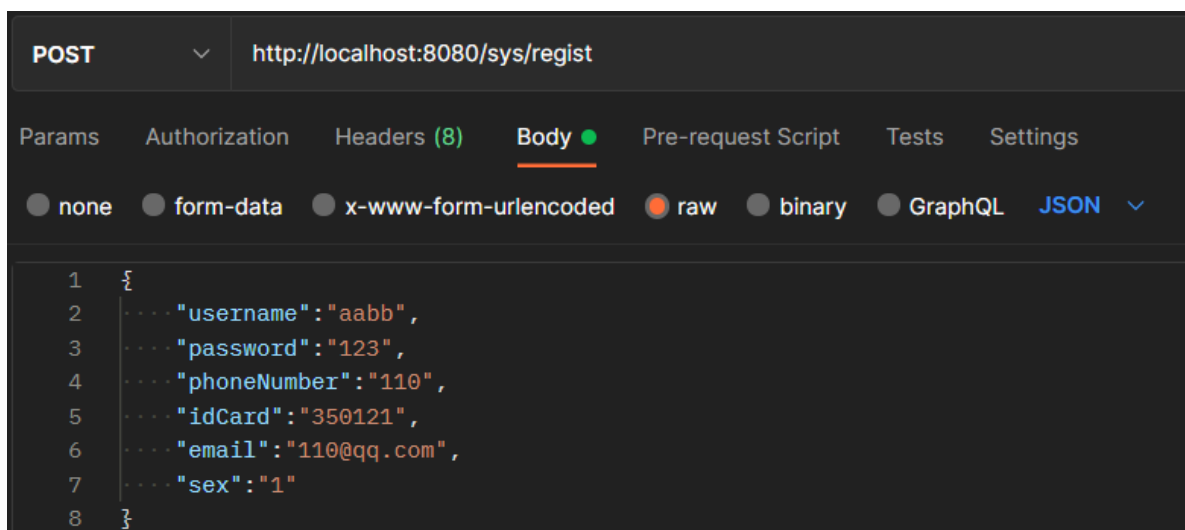 POST http://localhost:8080/sys/regist
Params Authorization Headers (8) Body Pre-request Script Tests Settings
none form-data x-www-form-urlencoded raw binary GraphQL JSON
1 {
2 "username":"aabb",
3 "password":"123",
4 "phoneNumber":"110",
5 "idCard":"350121",
6 "email":"110@qq.com",
7 "sex":"1"
8 }